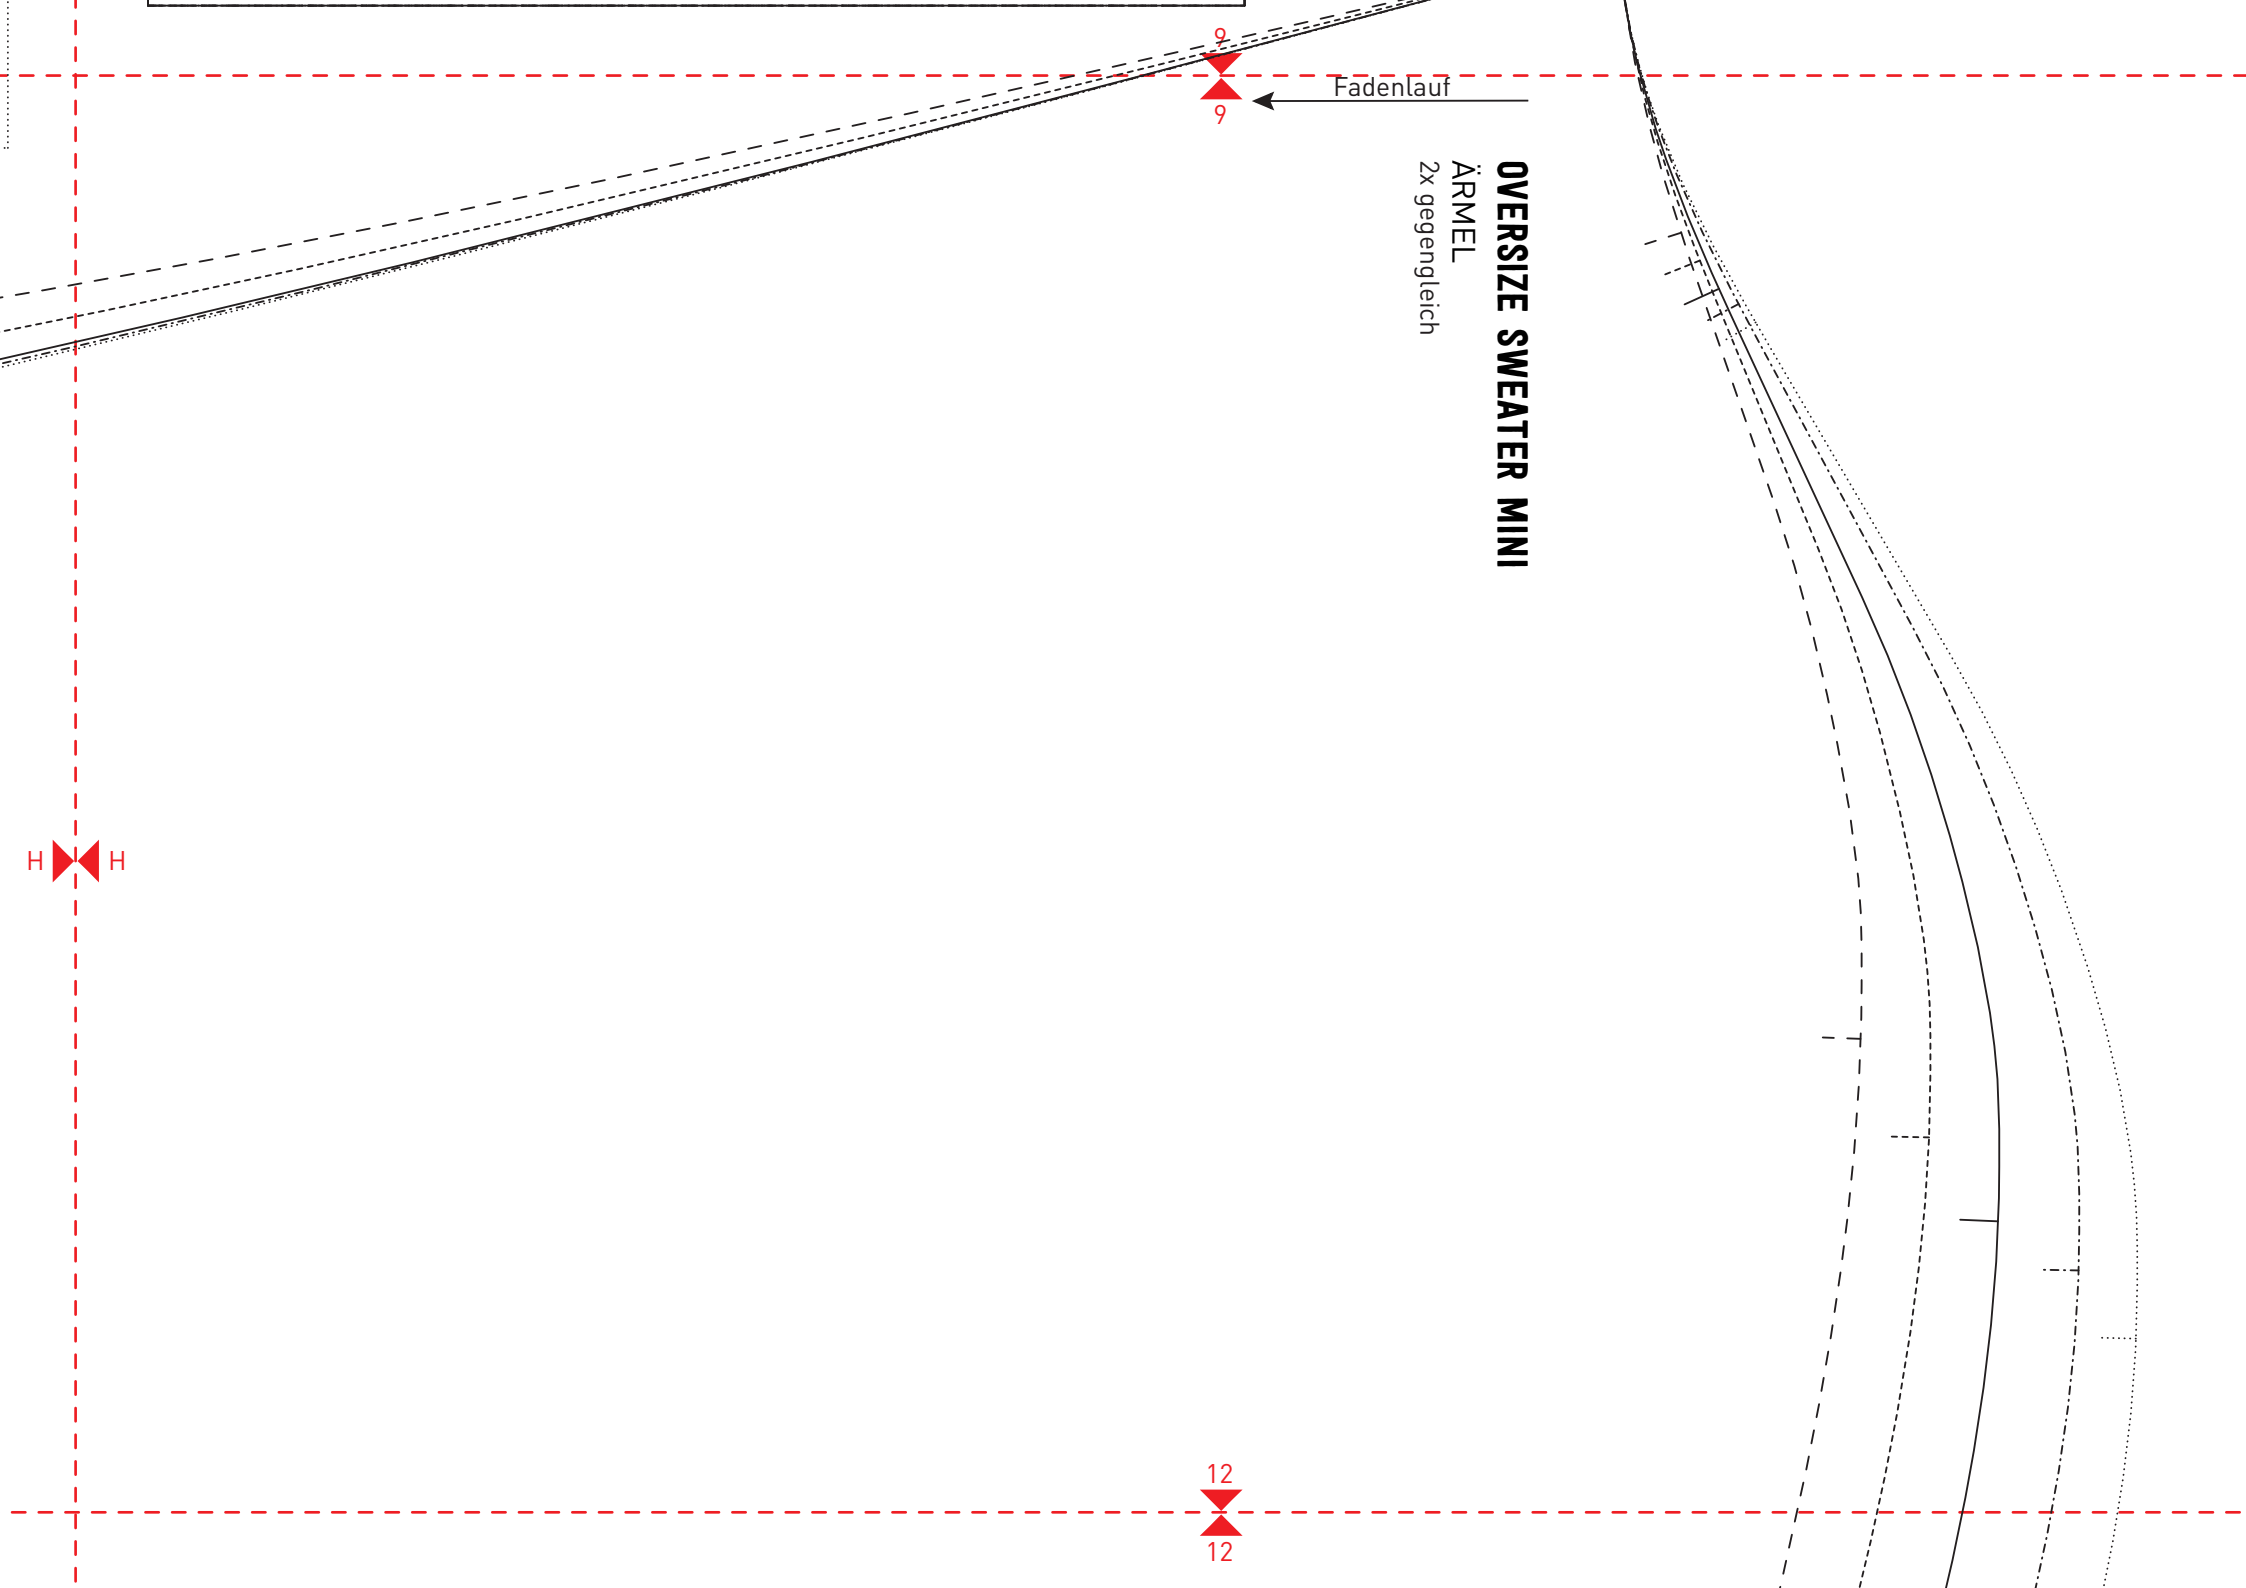 9
Fadenlauf
9
OVERSIZE SWEATER MINI
ÄRMEL
2x gegengleich
H H
12
12